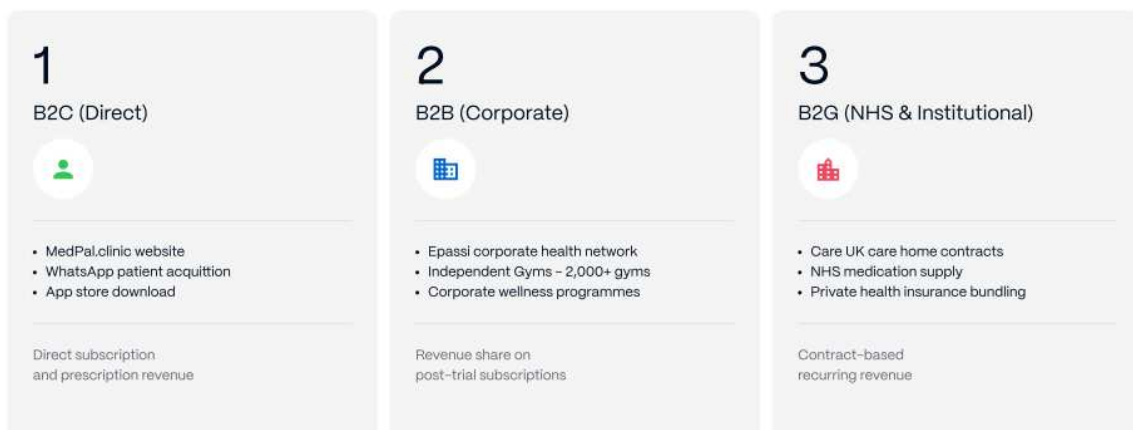 1
B2C (Direct)
• MedPal.clinic website
• WhatsApp patient acquittion
• App store download
Direct subscription
and prescription revenue
2
B2B (Corporate)
• Epassi corporate health network
• Independent Gyms - 2,000+ gyms
• Corporate wellness programmes
Revenue share on
post-trial subscriptions
3
B2G (NHS & Institutional)
• Care UK care home contracts
• NHS medication supply
• Private health insurance bundling
Contract-based
recurring revenue